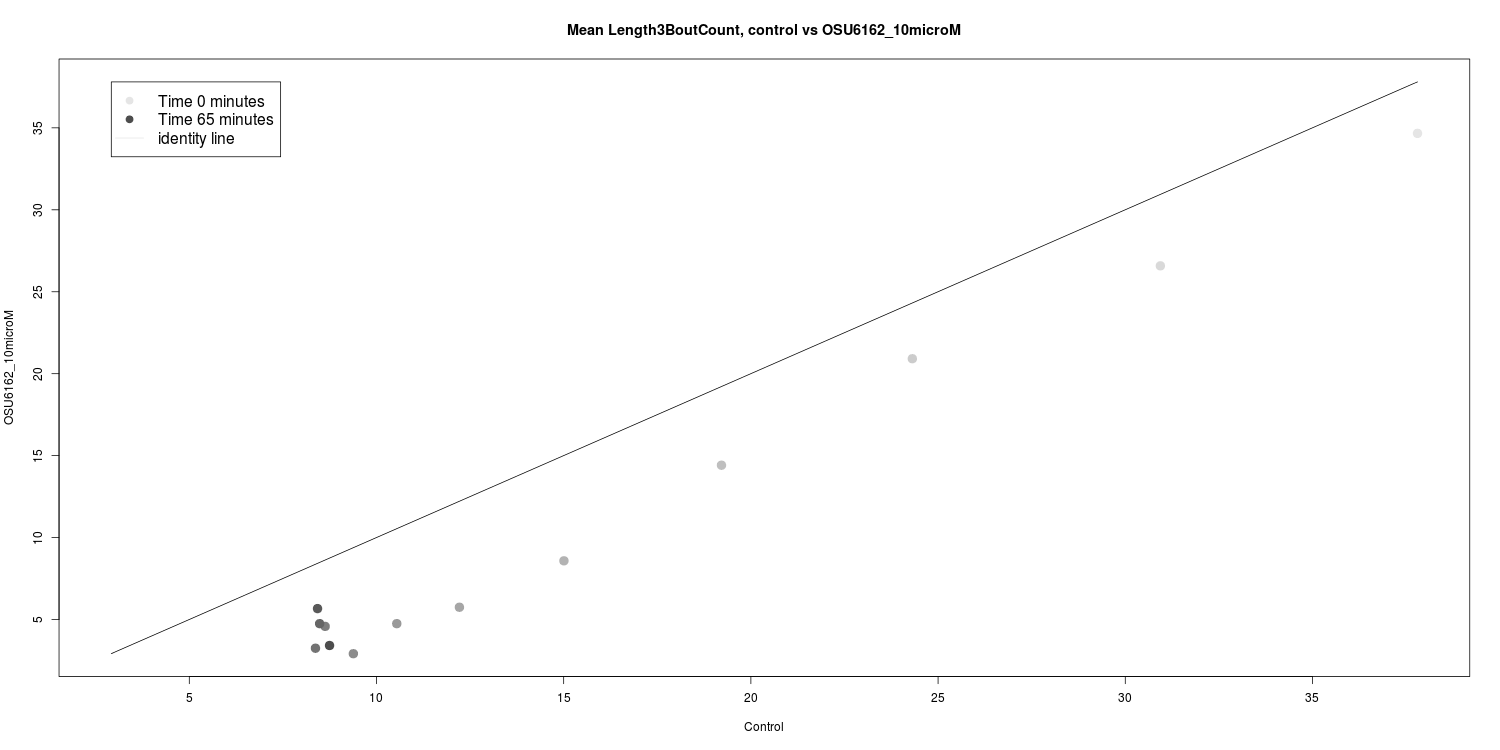 Mean Length3BoutCount, control vs OSU6162_10microM
Time 0 minutes
Time 65 minutes
identity line
35
30
25
20
15
10
5
OSU6162_10microM
5
10
15
20
25
30
35
Control